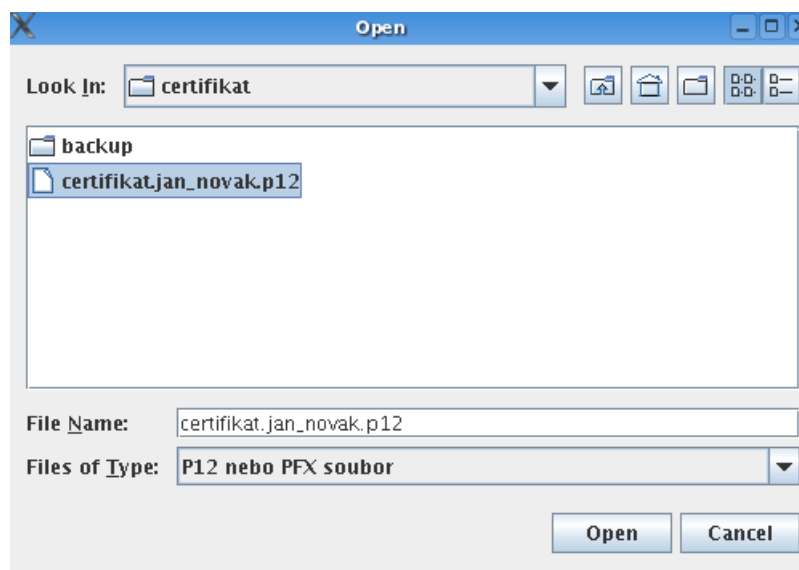 Open
Look In: certifikat
backup
certifikat.jan_novak.p12
File Name: certifikat.jan_novak.p12
Files of Type: P12 nebo PFX soubor
Open Cancel